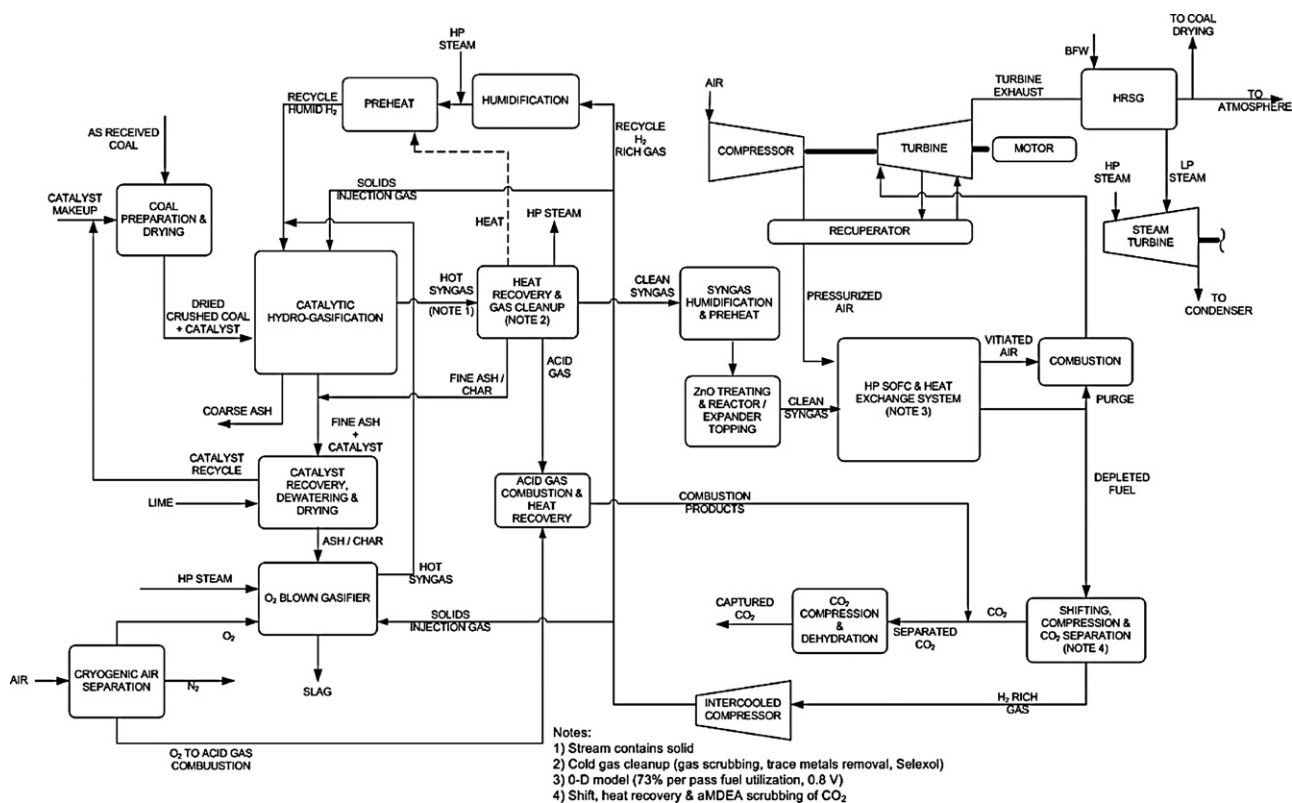 HP
STEAM
TO COAL
DRYING
BFW
AIR
TURBINE
EXHAUST
HRSG
TO
ATMOSPHERE
RECYCLE
HUMID H₂
PREHEAT
HUMIDIFICATION
AS RECEIVED
COAL
RECYCLE
H₂
RICH GAS
COMPRESSOR
TURBINE
MOTOR
HP
STEAM
LP
STEAM
CATALYST
MAKEUP
COAL
PREPARATION &
DRYING
SOLIDS
INJECTION GAS
HEAT
HP STEAM
RECUPERATOR
STEAM
TURBINE
CATALYTIC
HYDRO-GASIFICATION
HOT
SYNGAS
(NOTE 1)
HEAT
RECOVERY &
GAS CLEANUP
(NOTE 2)
CLEAN
SYNGAS
SYNGAS
HUMIDIFICATION
& PREHEAT
PRESSURIZED
AIR
TO
CONDENSER
DRIED
CRUSHED COAL
+ CATALYST
ACID
GAS
FINE ASH /
CHAR
VITIATED
AIR
COMBUSTION
PURGE
COARSE ASH
ZnO TREATING
& REACTOR /
EXPANDER
TOPPING
CLEAN
SYNGAS
HP SOFC & HEAT
EXCHANGE SYSTEM
(NOTE 3)
FINE ASH
+
CATALYST
CATALYST
RECYCLE
CATALYST
RECOVERY,
DEWATERING &
DRYING
LIME
ACID GAS
COMBUSTION &
HEAT
RECOVERY
COMBUSTION
PRODUCTS
DEPLETED
FUEL
ASH / CHAR
HOT
SYNGAS
HP STEAM
O₂ BLOWN GASIFIER
SOLIDS
INJECTION GAS
O₂
CAPTURED
CO₂
CO₂
COMPRESSION
&
DEHYDRATION
CO₂
SEPARATED
CO₂
SHIFTING,
COMPRESSION &
CO₂ SEPARATION
(NOTE 4)
AIR
CRYOGENIC AIR
SEPARATION
N₂
SLAG
INTERCOOLED
COMPRESSOR
H₂ RICH
GAS
O₂ TO ACID GAS
COMBUUSTION
Notes:
1) Stream contains solid
2) Cold gas cleanup (gas scrubbing, trace metals removal, Selexol)
3) 0-D model (73% per pass fuel utilization, 0.8 V)
4) Shift, heat recovery & aMDEA scrubbing of CO₂